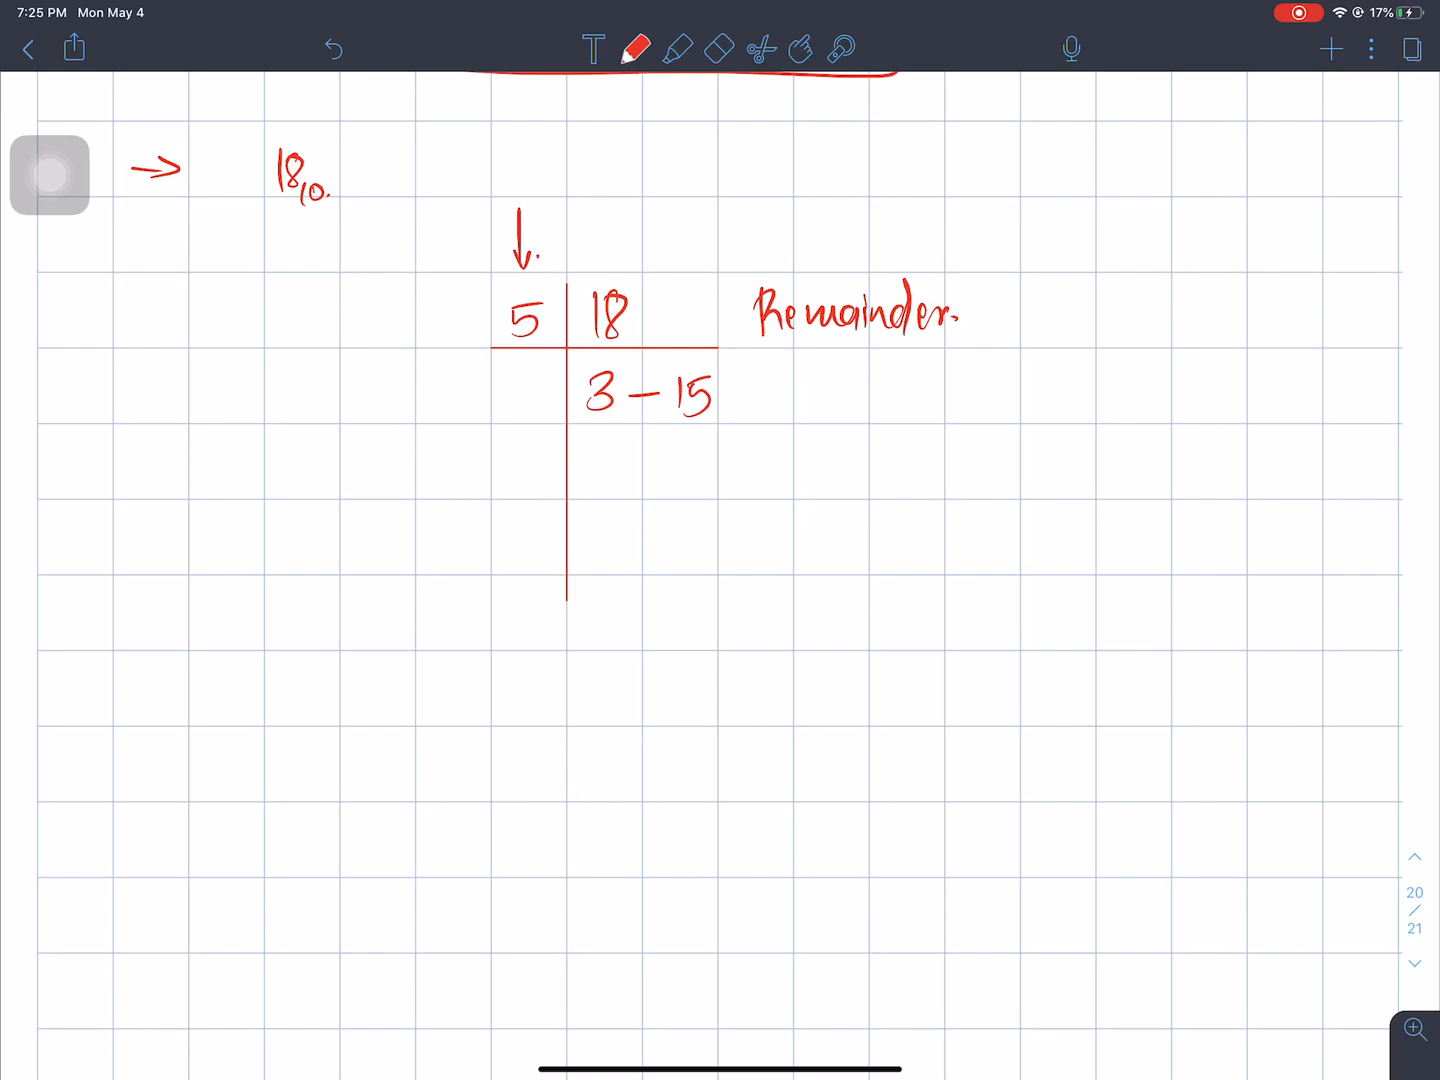 7:25 PM Mon May 4
17%
T
→ 18₁₀.
↓.
5 18 Remainder.
3 – 15
20
/
21